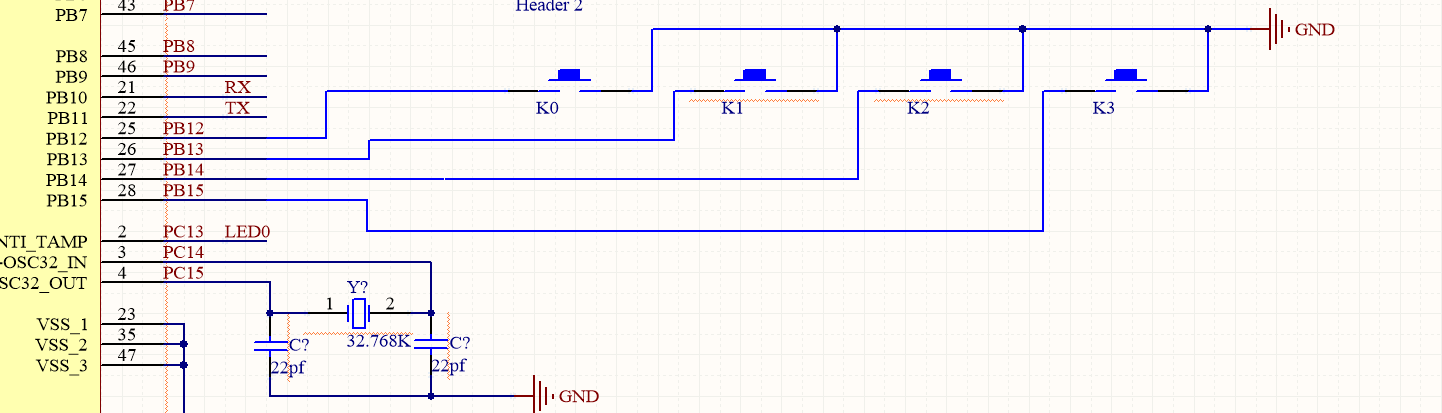 Header 2
PB7 43 PB7
PB8 45 PB8
PB9 46 PB9
PB10 21 RX
PB11 22 TX
PB12 25 PB12
PB13 26 PB13
PB14 27 PB14
PB15 28 PB15
GND
K0 K1 K2 K3
NTI_TAMP 2 PC13 LED0
-OSC32_IN 3 PC14
SC32_OUT 4 PC15
Y?
1 2
32.768K
C? C?
22pf 22pf
VSS_1 23
VSS_2 35
VSS_3 47
GND